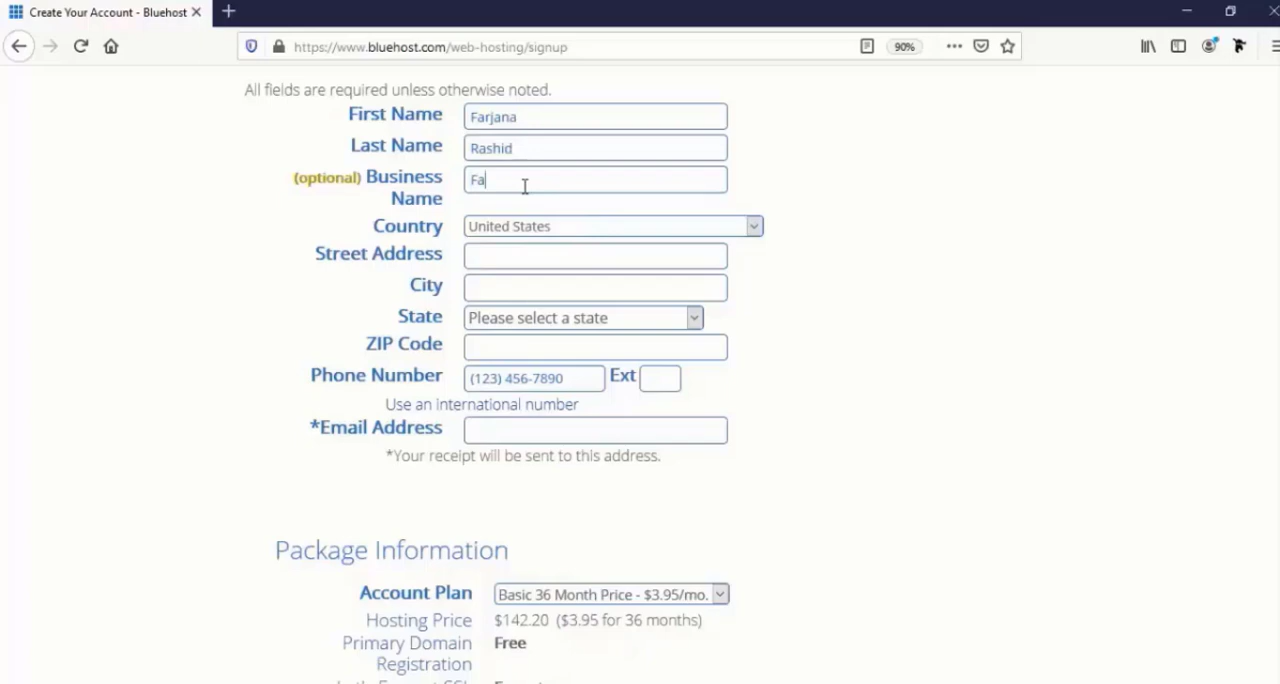 Create Your Account - Bluehost
https://www.bluehost.com/web-hosting/signup
90%
All fields are required unless otherwise noted.
First Name Farjana
Last Name Rashid
(optional) Business Name Fa
Country United States
Street Address
City
State Please select a state
ZIP Code
Phone Number (123) 456-7890 Ext
Use an international number
*Email Address
*Your receipt will be sent to this address.
Package Information
Account Plan Basic 36 Month Price - $3.95/mo.
Hosting Price $142.20 ($3.95 for 36 months)
Primary Domain Registration Free